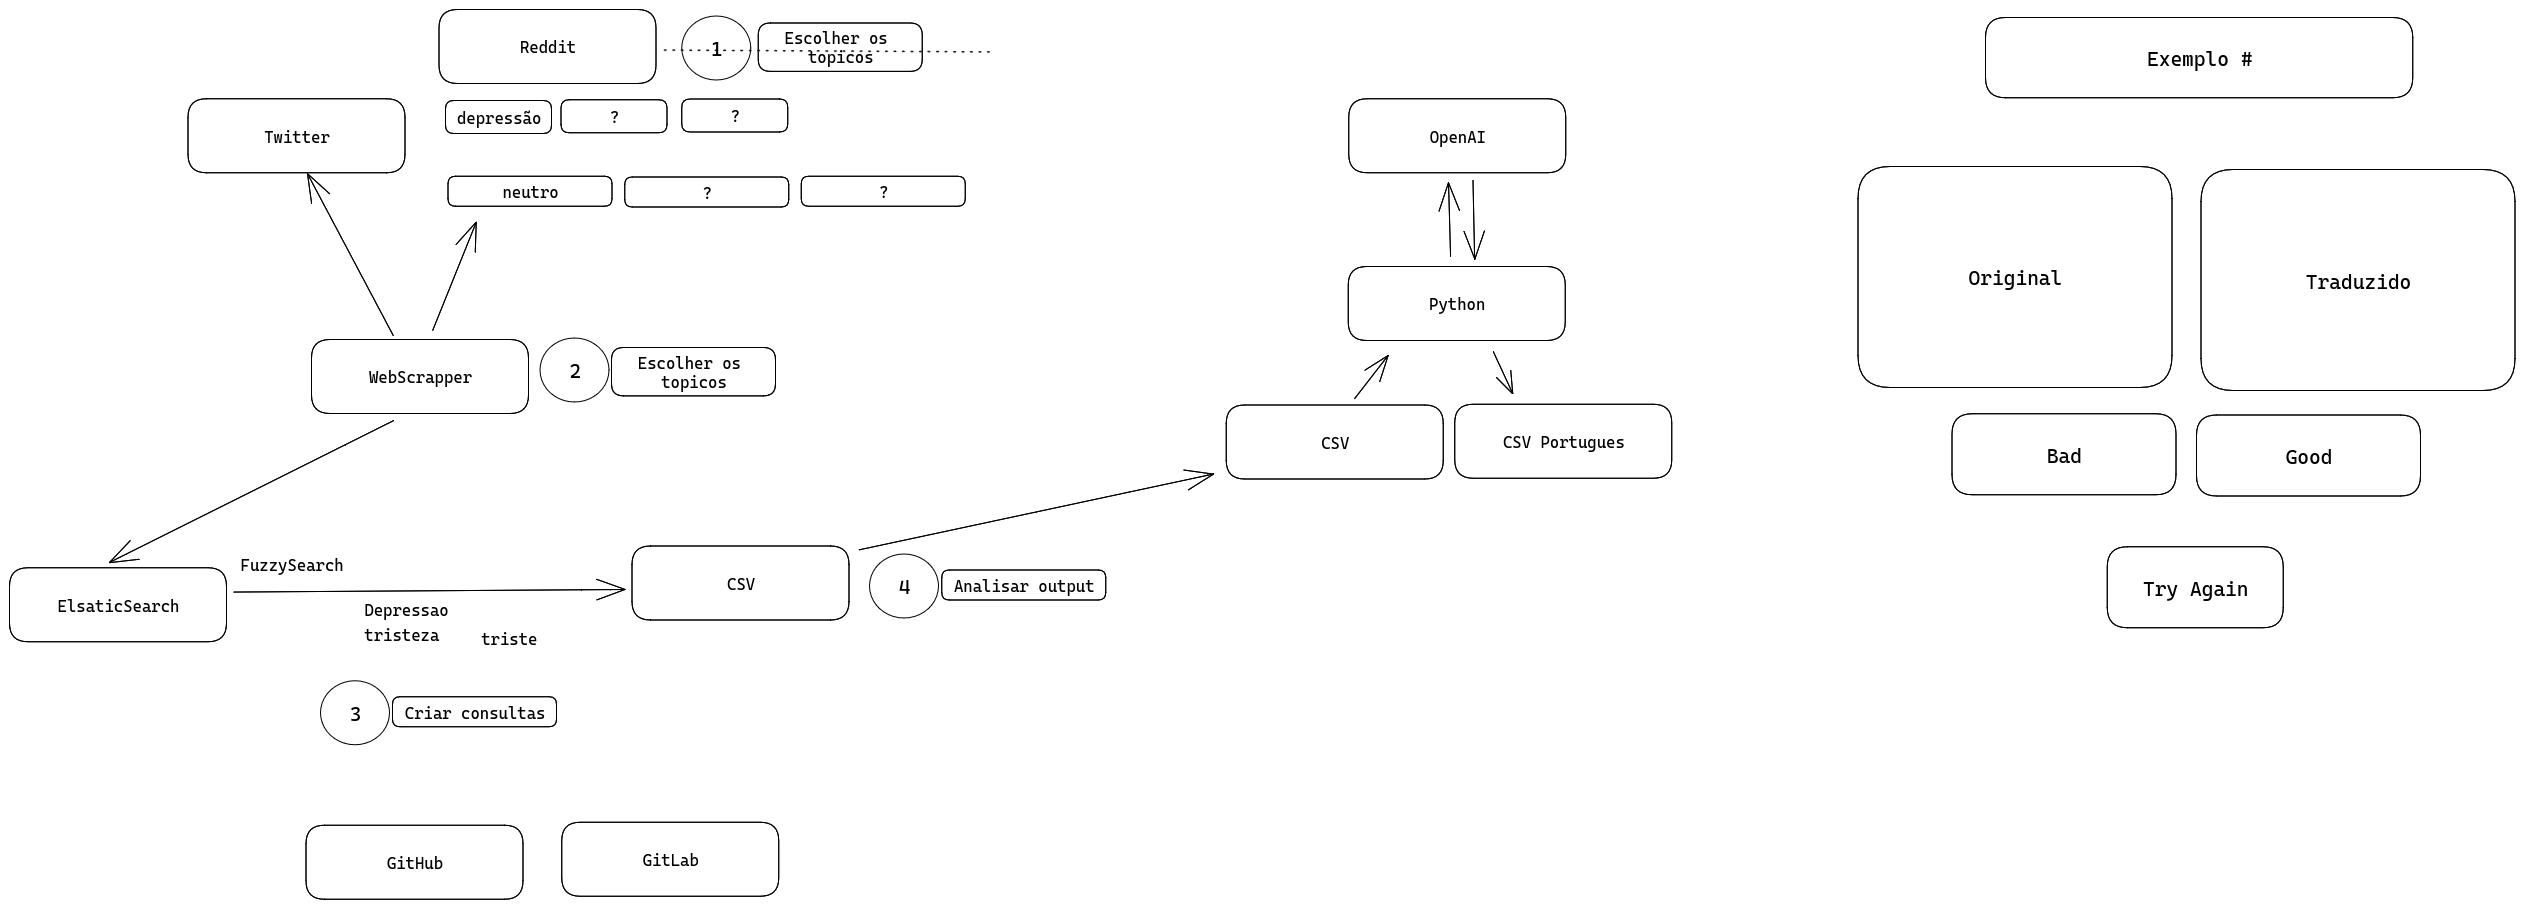 Reddit
1
Escolher os
topicos
Exemplo #
Twitter
depressão
?
?
OpenAI
neutro
?
?
Original
Traduzido
Python
WebScrapper
2
Escolher os
topicos
CSV
CSV Portugues
Bad
Good
FuzzySearch
ElsaticSearch
Depressao
tristeza
triste
CSV
4
Analisar output
Try Again
3
Criar consultas
GitHub
GitLab